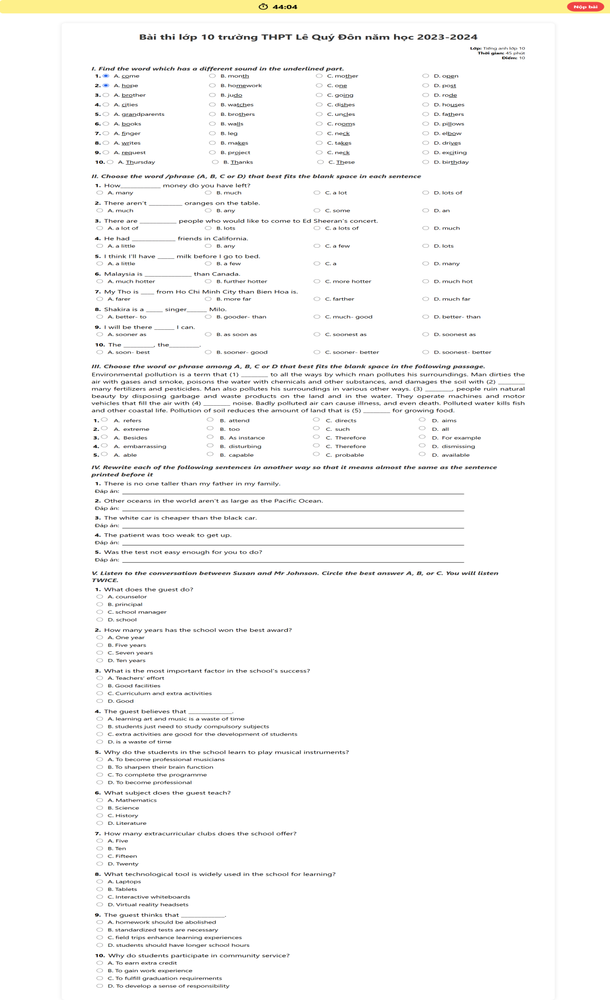 44:04
Nộp bài
Bài thi lớp 10 trường THPT Lê Quý Đôn năm học 2023-2024
Lớp: Tiếng anh lớp 10
Thời gian: 45 phút
Điểm: 10
I. Find the word which has a different sound in the underlined part.
1. A. come B. month C. mother D. open
2. A. hope B. homework C. one D. post
3. A. brother B. judo C. going D. rode
4. A. cities B. watches C. dishes D. houses
5. A. grandparents B. brothers C. uncles D. fathers
6. A. books B. walls C. rooms D. pillows
7. A. finger B. leg C. neck D. elbow
8. A. writes B. makes C. takes D. drives
9. A. request B. project C. neck D. exciting
10. A. Thursday B. Thanks C. These D. birthday
II. Choose the word /phrase (A, B, C or D) that best fits the blank space in each sentence
1. How____________ money do you have left?
A. many B. much C. a lot D. lots of
2. There aren't __________ oranges on the table.
A. much B. any C. some D. an
3. There are ___________ people who would like to come to Ed Sheeran's concert.
A. a lot of B. lots C. a lots of D. much
4. He had _____________ friends in California.
A. a little B. any C. a few D. lots
5. I think I'll have _____ milk before I go to bed.
A. a little B. a few C. a D. many
6. Malaysia is ______________ than Canada.
A. much hotter B. further hotter C. more hotter D. much hot
7. My Tho is ____ from Ho Chi Minh City than Bien Hoa is.
A. farer B. more far C. farther D. much far
8. Shakira is a _____ singer______ Milo.
A. better- to B. gooder- than C. much- good D. better- than
9. I will be there ______ I can.
A. sooner as B. as soon as C. soonest as D. soonest as
10. The _________, the_________.
A. soon- best B. sooner- good C. sooner- better D. soonest- better
III. Choose the word or phrase among A, B, C or D that best fits the blank space in the following passage.
Environmental pollution is a term that (1) ________ to all the ways by which man pollutes his surroundings. Man dirties the
air with gases and smoke, poisons the water with chemicals and other substances, and damages the soil with (2) ________
many fertilizers and pesticides. Man also pollutes his surroundings in various other ways. (3) ________, people ruin natural
beauty by disposing garbage and waste products on the land and in the water. They operate machines and motor
vehicles that fill the air with (4) ________ noise. Badly polluted air can cause illness, and even death. Polluted water kills fish
and other coastal life. Pollution of soil reduces the amount of land that is (5) ________ for growing food.
1. A. refers B. attend C. directs D. aims
2. A. extreme B. too C. such D. all
3. A. Besides B. As instance C. Therefore D. For example
4. A. embarrassing B. disturbing C. Therefore D. dismissing
5. A. able B. capable C. probable D. available
IV. Rewrite each of the following sentences in another way so that it means almost the same as the sentence
printed before it
1. There is no one taller than my father in my family.
Đáp án:
2. Other oceans in the world aren't as large as the Pacific Ocean.
Đáp án:
3. The white car is cheaper than the black car.
Đáp án:
4. The patient was too weak to get up.
Đáp án:
5. Was the test not easy enough for you to do?
Đáp án:
V. Listen to the conversation between Susan and Mr Johnson. Circle the best answer A, B, or C. You will listen
TWICE.
1. What does the guest do?
A. counselor
B. principal
C. school manager
D. school
2. How many years has the school won the best award?
A. One year
B. Five years
C. Seven years
D. Ten years
3. What is the most important factor in the school's success?
A. Teachers' effort
B. Good facilities
C. Curriculum and extra activities
D. Good
4. The guest believes that _____________.
A. learning art and music is a waste of time
B. students just need to study compulsory subjects
C. extra activities are good for the development of students
D. is a waste of time
5. Why do the students in the school learn to play musical instruments?
A. To become professional musicians
B. To sharpen their brain function
C. To complete the programme
D. To become professional
6. What subject does the guest teach?
A. Mathematics
B. Science
C. History
D. Literature
7. How many extracurricular clubs does the school offer?
A. Five
B. Ten
C. Fifteen
D. Twenty
8. What technological tool is widely used in the school for learning?
A. Laptops
B. Tablets
C. Interactive whiteboards
D. Virtual reality headsets
9. The guest thinks that _____________.
A. homework should be abolished
B. standardized tests are necessary
C. field trips enhance learning experiences
D. students should have longer school hours
10. Why do students participate in community service?
A. To earn extra credit
B. To gain work experience
C. To fulfill graduation requirements
D. To develop a sense of responsibility